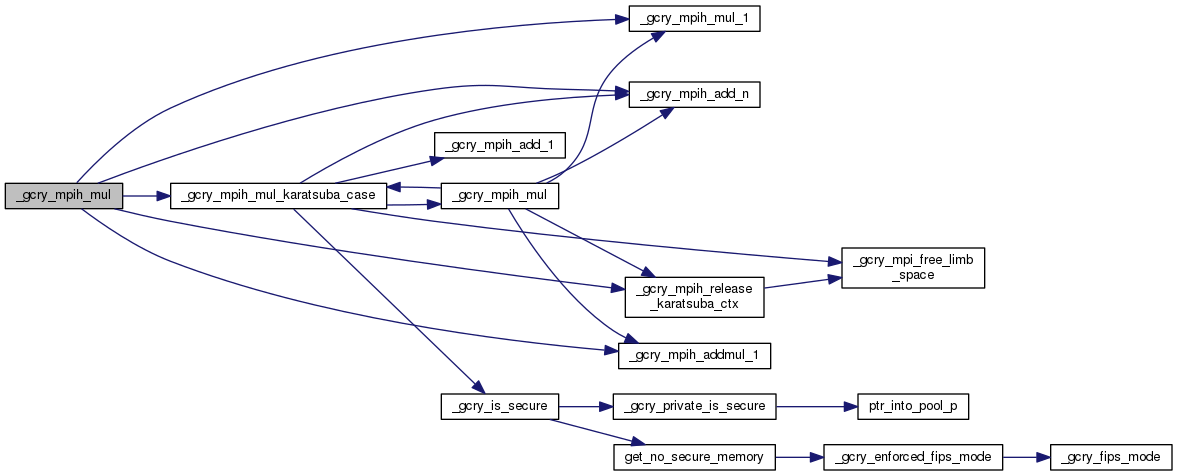 _gcry_mpih_mul_1
_gcry_mpih_add_n
_gcry_mpih_add_1
_gcry_mpih_mul
_gcry_mpih_mul_karatsuba_case
_gcry_mpih_mul
_gcry_mpi_free_limb
_space
_gcry_mpih_release
_karatsuba_ctx
_gcry_mpih_addmul_1
_gcry_is_secure
_gcry_private_is_secure
ptr_into_pool_p
get_no_secure_memory
_gcry_enforced_fips_mode
_gcry_fips_mode